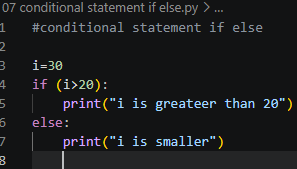 07 conditional statement if else.py > ...
1 #conditional statement if else
2
3 i=30
4 if (i>20):
5     print("i is greateer than 20")
6 else:
7     print("i is smaller")
8